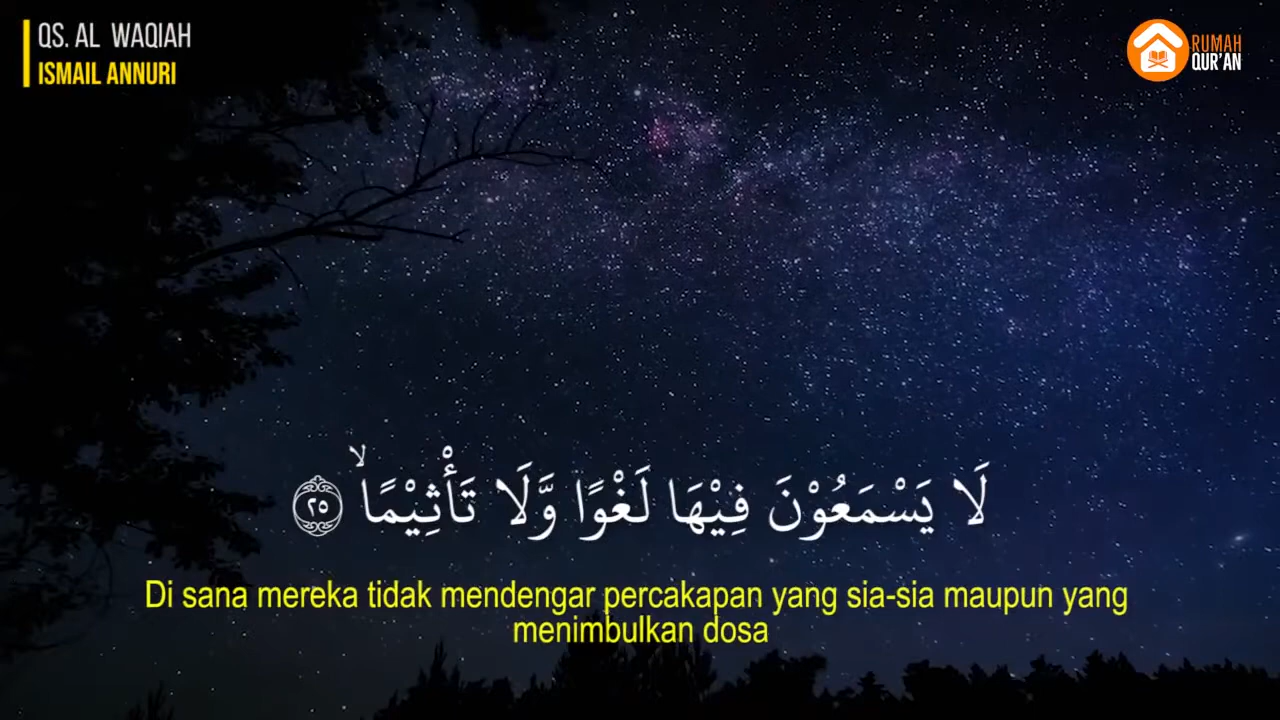 QS. AL WAQIAH
ISMAIL ANNURI
RUMAH
QUR'AN
لَا يَسْمَعُوْنَ فِيْهَا لَغْوًا وَّلَا تَأْثِيْمًاۙ ٢٥
Di sana mereka tidak mendengar percakapan yang sia-sia maupun yang
menimbulkan dosa